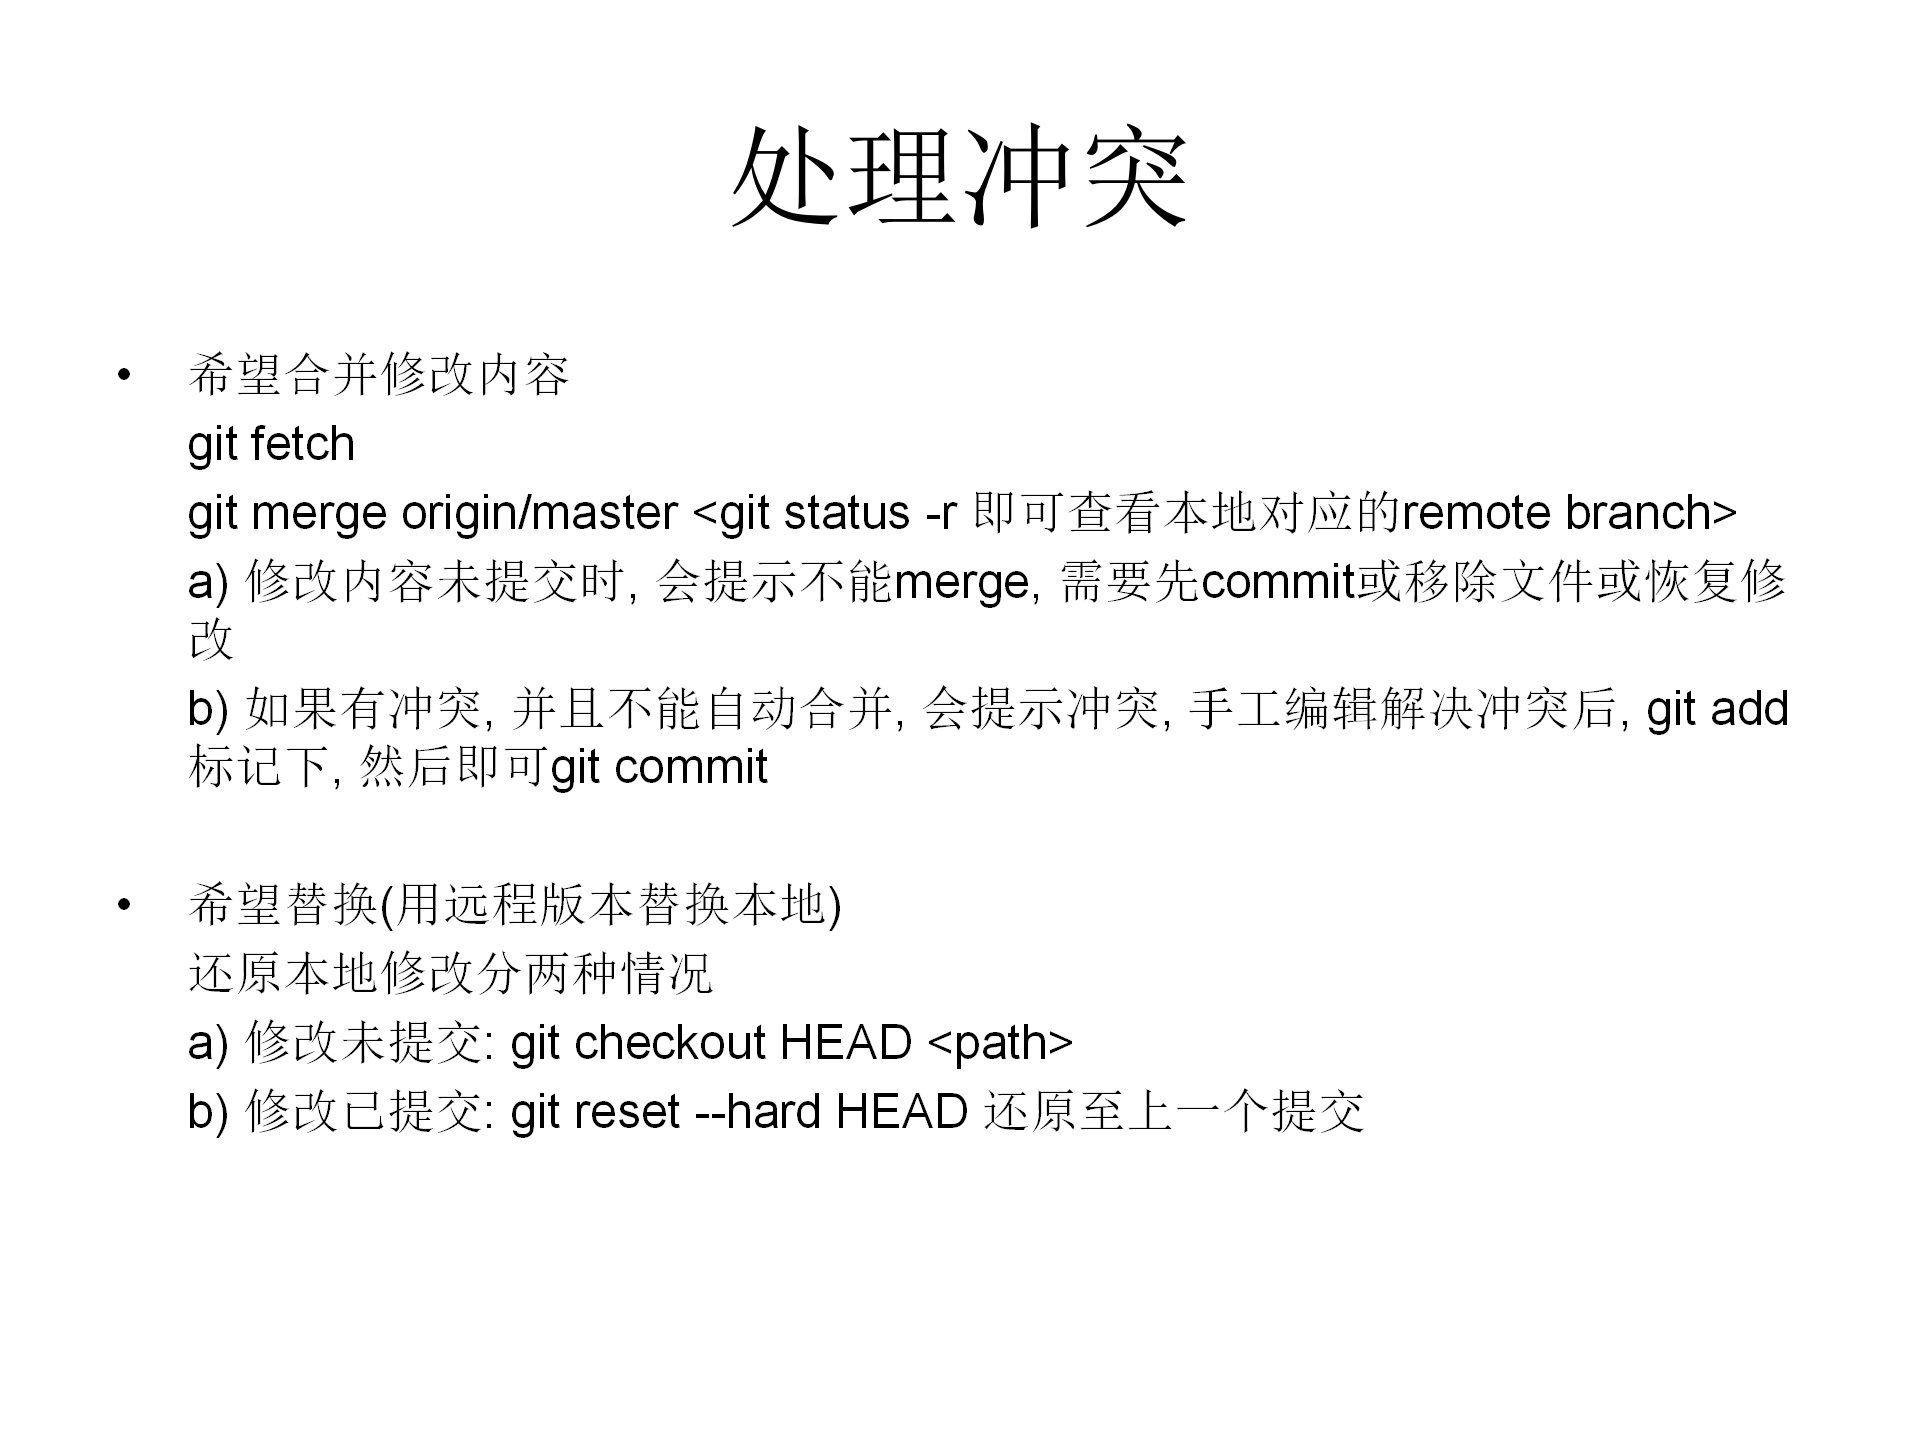 处理冲突
• 希望合并修改内容
git fetch
git merge origin/master <git status -r 即可查看本地对应的remote branch>
a) 修改内容未提交时, 会提示不能merge, 需要先commit或移除文件或恢复修
改
b) 如果有冲突, 并且不能自动合并, 会提示冲突, 手工编辑解决冲突后, git add
标记下, 然后即可git commit
• 希望替换(用远程版本替换本地)
还原本地修改分两种情况
a) 修改未提交: git checkout HEAD <path>
b) 修改已提交: git reset --hard HEAD 还原至上一个提交